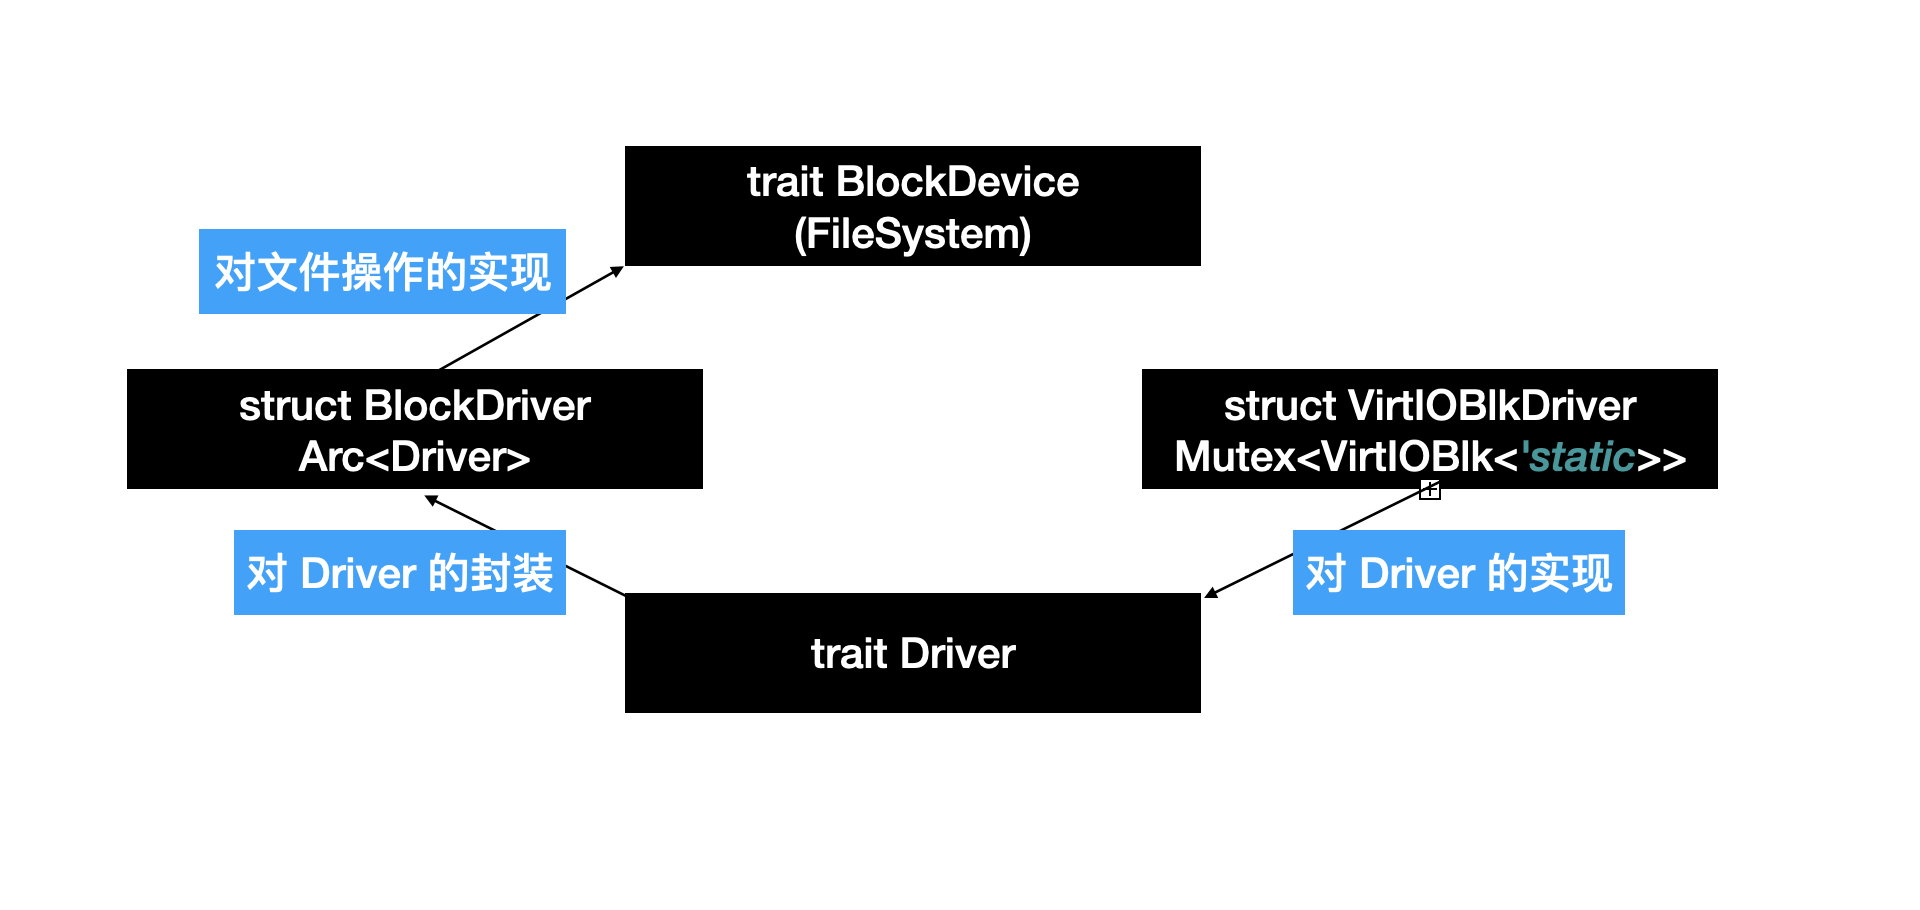 trait BlockDevice
(FileSystem)
对文件操作的实现
struct BlockDriver
Arc<Driver>
struct VirtIOBlkDriver
Mutex<VirtIOBlk<'static>>
对 Driver 的封装
对 Driver 的实现
trait Driver